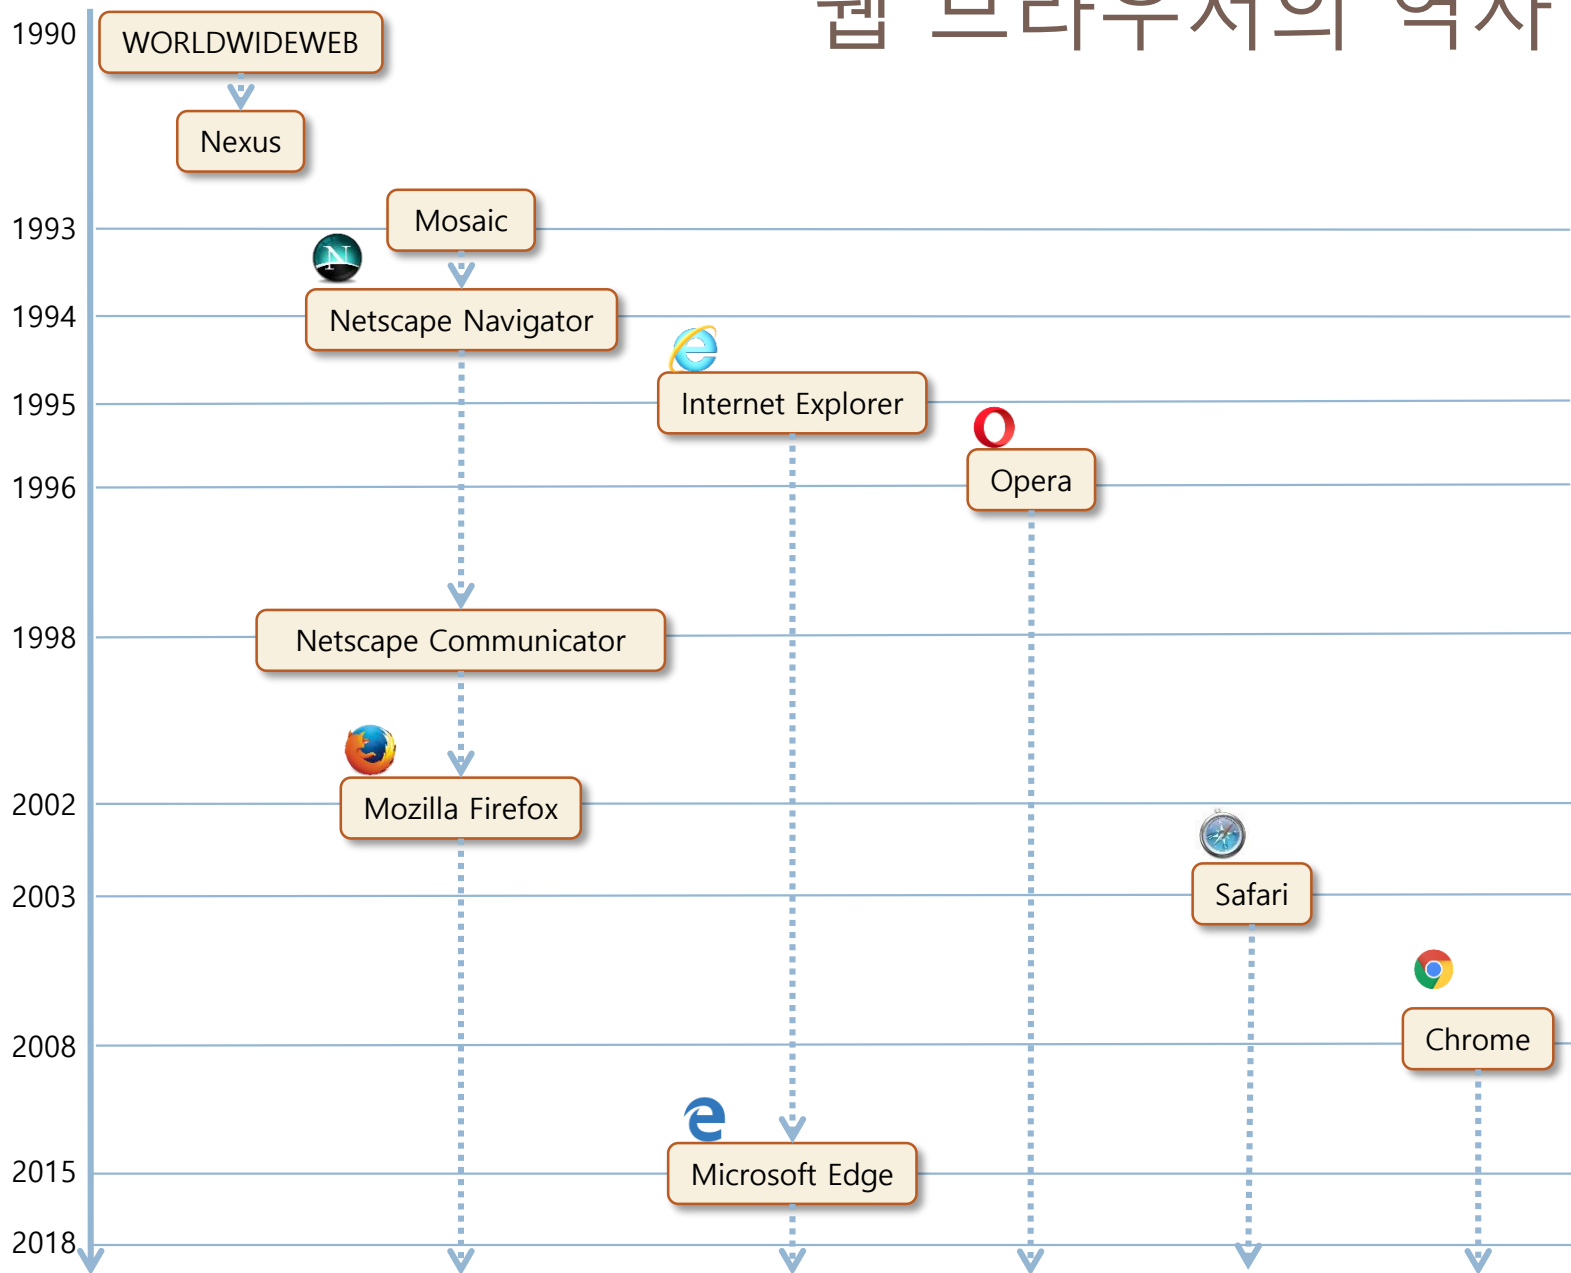 웹 브라우저의 역사
1990
WORLDWIDEWEB
Nexus
Mosaic
1993
N
1994
Netscape Navigator
1995
Internet Explorer
1996
Opera
1998
Netscape Communicator
2002
Mozilla Firefox
2003
Safari
2008
Chrome
2015
Microsoft Edge
2018